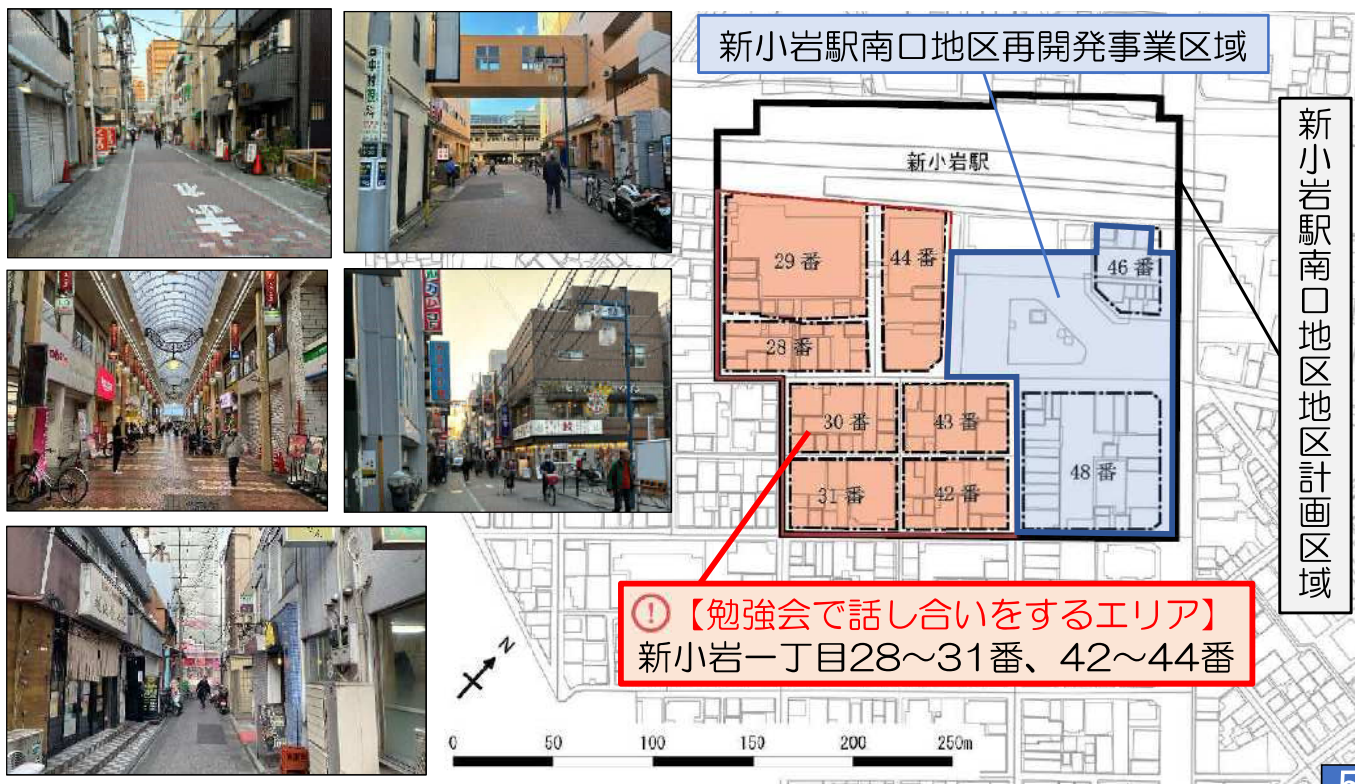 新小岩駅南口地区再開発事業区域
新小岩駅南口地区地区計画区域
新小岩駅
29番
44番
46番
28番
30番
43番
48番
31番
42番
【勉強会で話し合いをするエリア】
新小岩一丁目28～31番、42～44番
N
0 50 100 150 200 250m
5